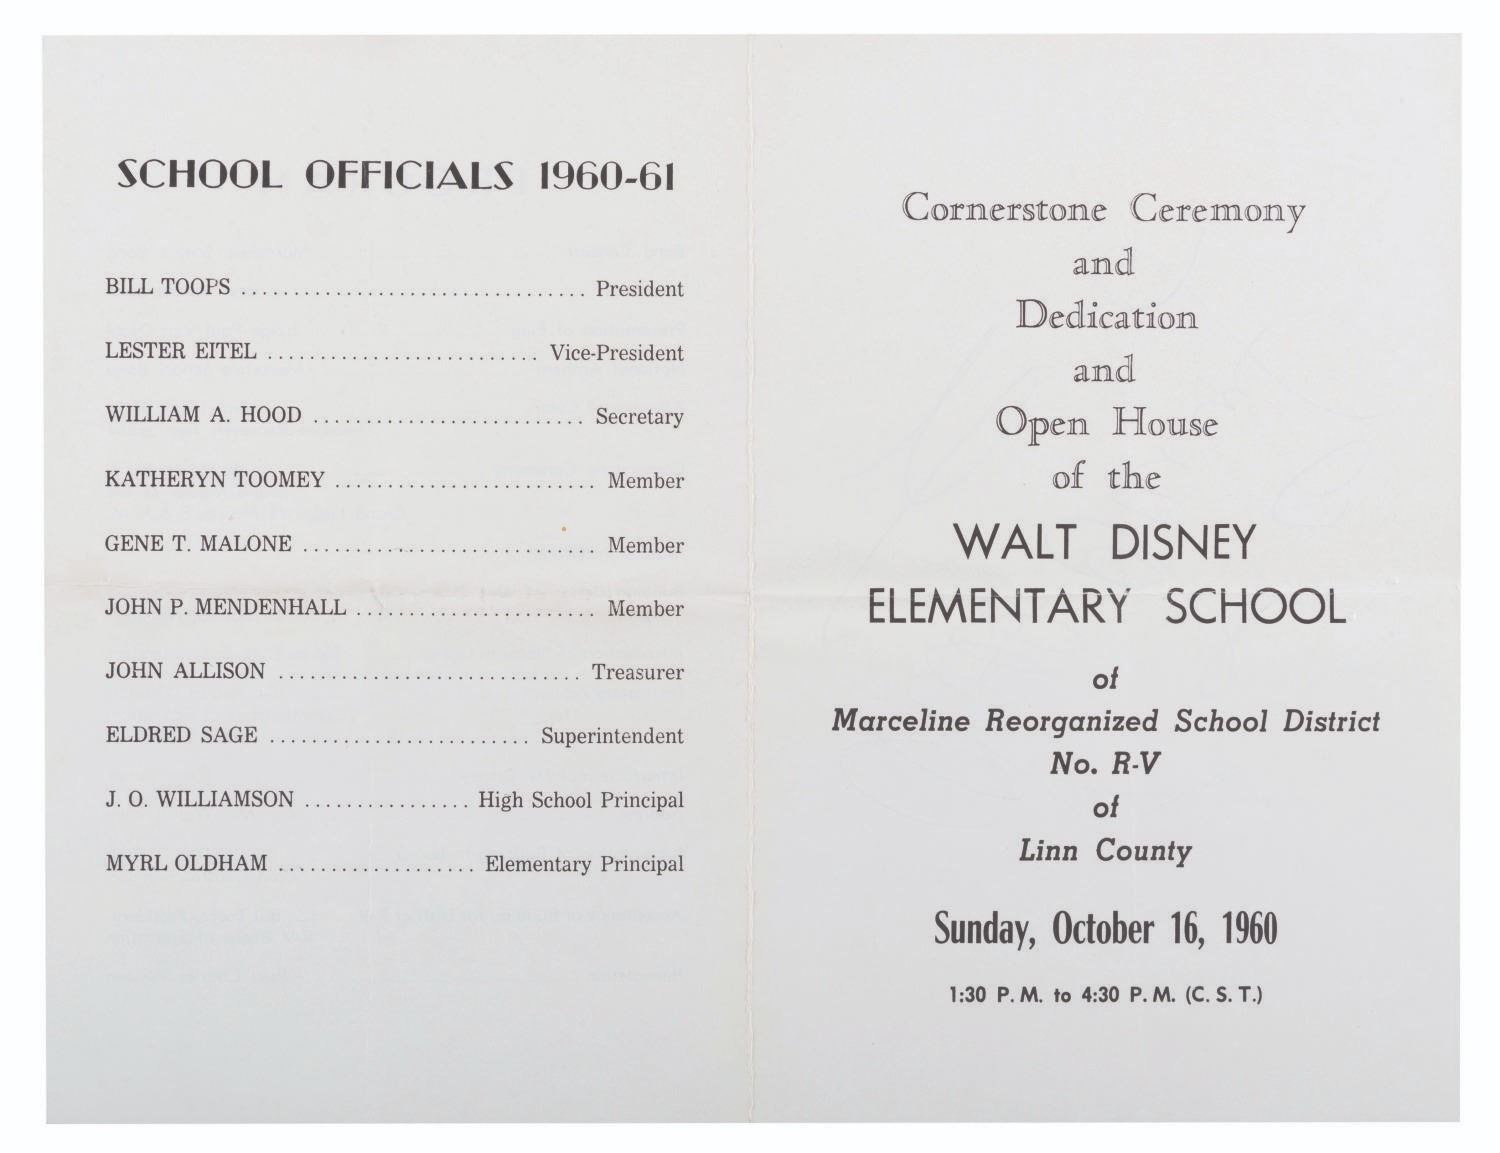 SCHOOL OFFICIALS 1960-61
BILL TOOPS ................................. President
LESTER EITEL .......................... Vice-President
WILLIAM A. HOOD .......................... Secretary
KATHERYN TOOMEY ......................... Member
GENE T. MALONE ............................ Member
JOHN P. MENDENHALL ....................... Member
JOHN ALLISON ............................. Treasurer
ELDRED SAGE ......................... Superintendent
J. O. WILLIAMSON ................ High School Principal
MYRL OLDHAM ................... Elementary Principal
Cornerstone Ceremony
and
Dedication
and
Open House
of the
WALT DISNEY
ELEMENTARY SCHOOL
of
Marceline Reorganized School District
No. R-V
of
Linn County
Sunday, October 16, 1960
1:30 P. M. to 4:30 P. M. (C. S. T.)